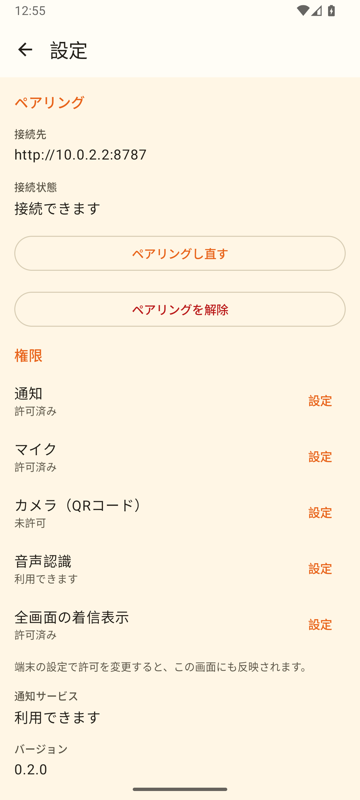 12:55
設定
ペアリング
接続先
http://10.0.2.2:8787
接続状態
接続できます
ペアリングし直す
ペアリングを解除
権限
通知
許可済み
設定
マイク
許可済み
設定
カメラ（QRコード）
未許可
設定
音声認識
利用できます
設定
全画面の着信表示
許可済み
設定
端末の設定で許可を変更すると、この画面にも反映されます。
通知サービス
利用できます
バージョン
0.2.0